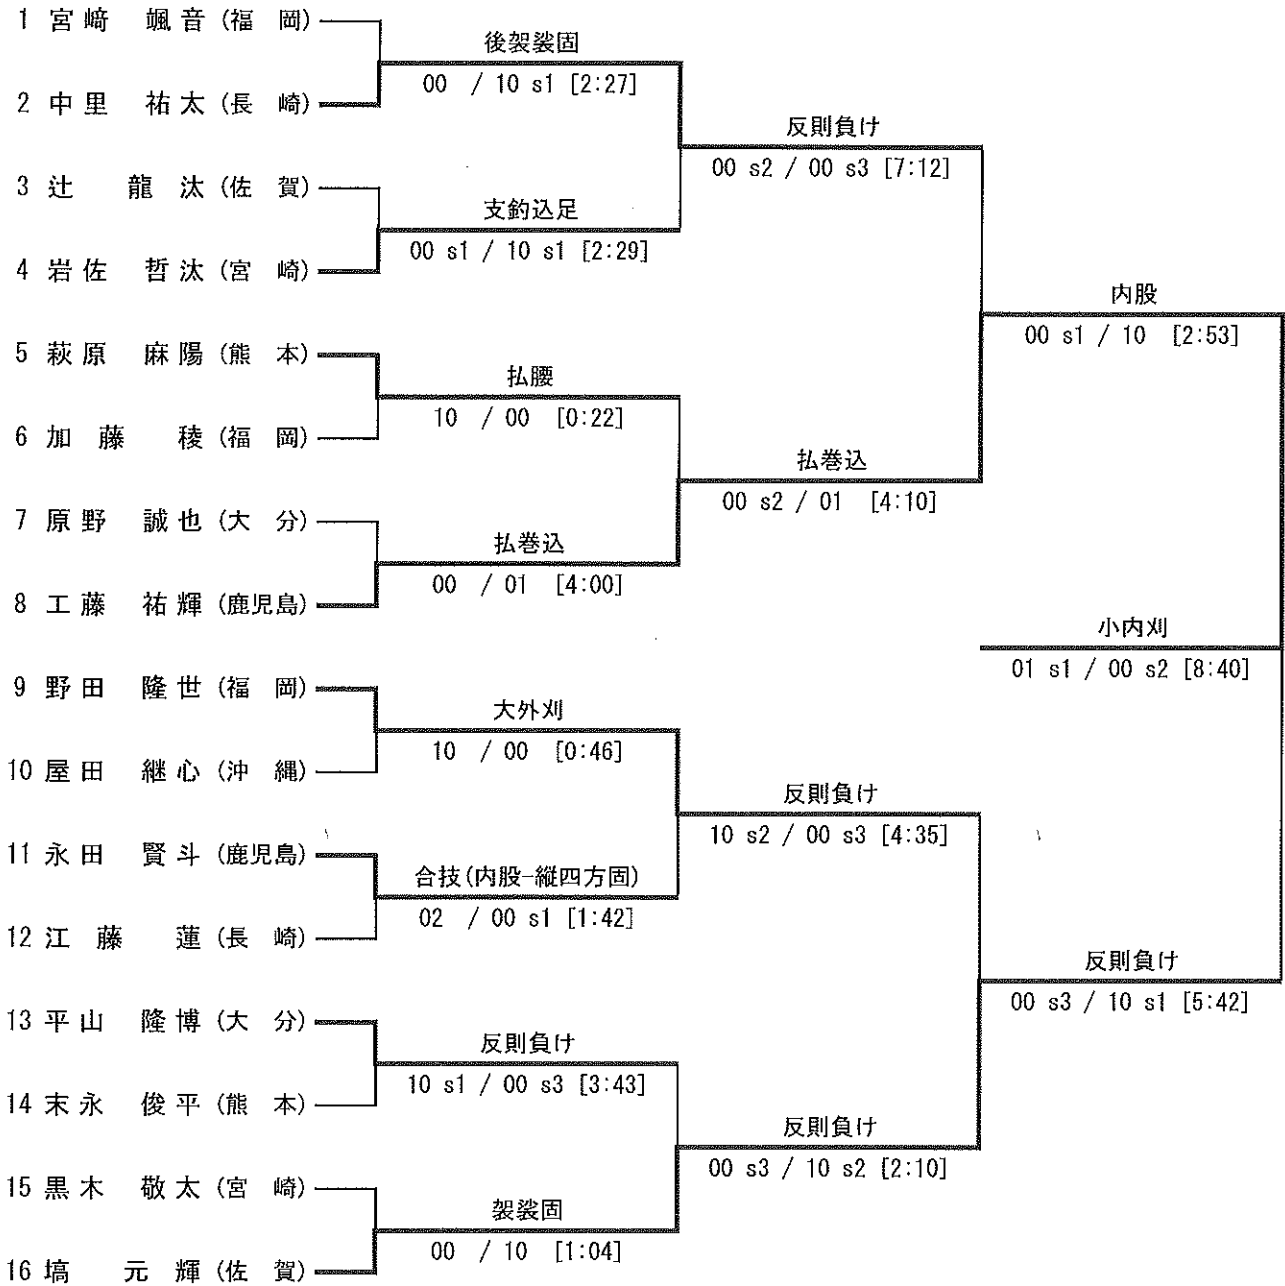 1 宮﨑 颯音 (福 岡)
後袈裟固
00 / 10 s1 [2:27]
2 中里 祐太 (長 崎)
反則負け
00 s2 / 00 s3 [7:12]
3 辻 龍汰 (佐 賀)
支釣込足
00 s1 / 10 s1 [2:29]
4 岩佐 哲汰 (宮 崎)
内股
00 s1 / 10 [2:53]
5 萩原 麻陽 (熊 本)
払腰
10 / 00 [0:22]
6 加藤 稜 (福 岡)
払巻込
00 s2 / 01 [4:10]
7 原野 誠也 (大 分)
払巻込
00 / 01 [4:00]
8 工藤 祐輝 (鹿児島)
小内刈
01 s1 / 00 s2 [8:40]
9 野田 隆世 (福 岡)
大外刈
10 / 00 [0:46]
10 屋田 継心 (沖 縄)
反則負け
10 s2 / 00 s3 [4:35]
11 永田 賢斗 (鹿児島)
合技(内股-縦四方固)
02 / 00 s1 [1:42]
12 江藤 蓮 (長 崎)
反則負け
00 s3 / 10 s1 [5:42]
13 平山 隆博 (大 分)
反則負け
10 s1 / 00 s3 [3:43]
14 末永 俊平 (熊 本)
反則負け
00 s3 / 10 s2 [2:10]
15 黒木 敬太 (宮 崎)
袈裟固
00 / 10 [1:04]
16 塙 元輝 (佐 賀)